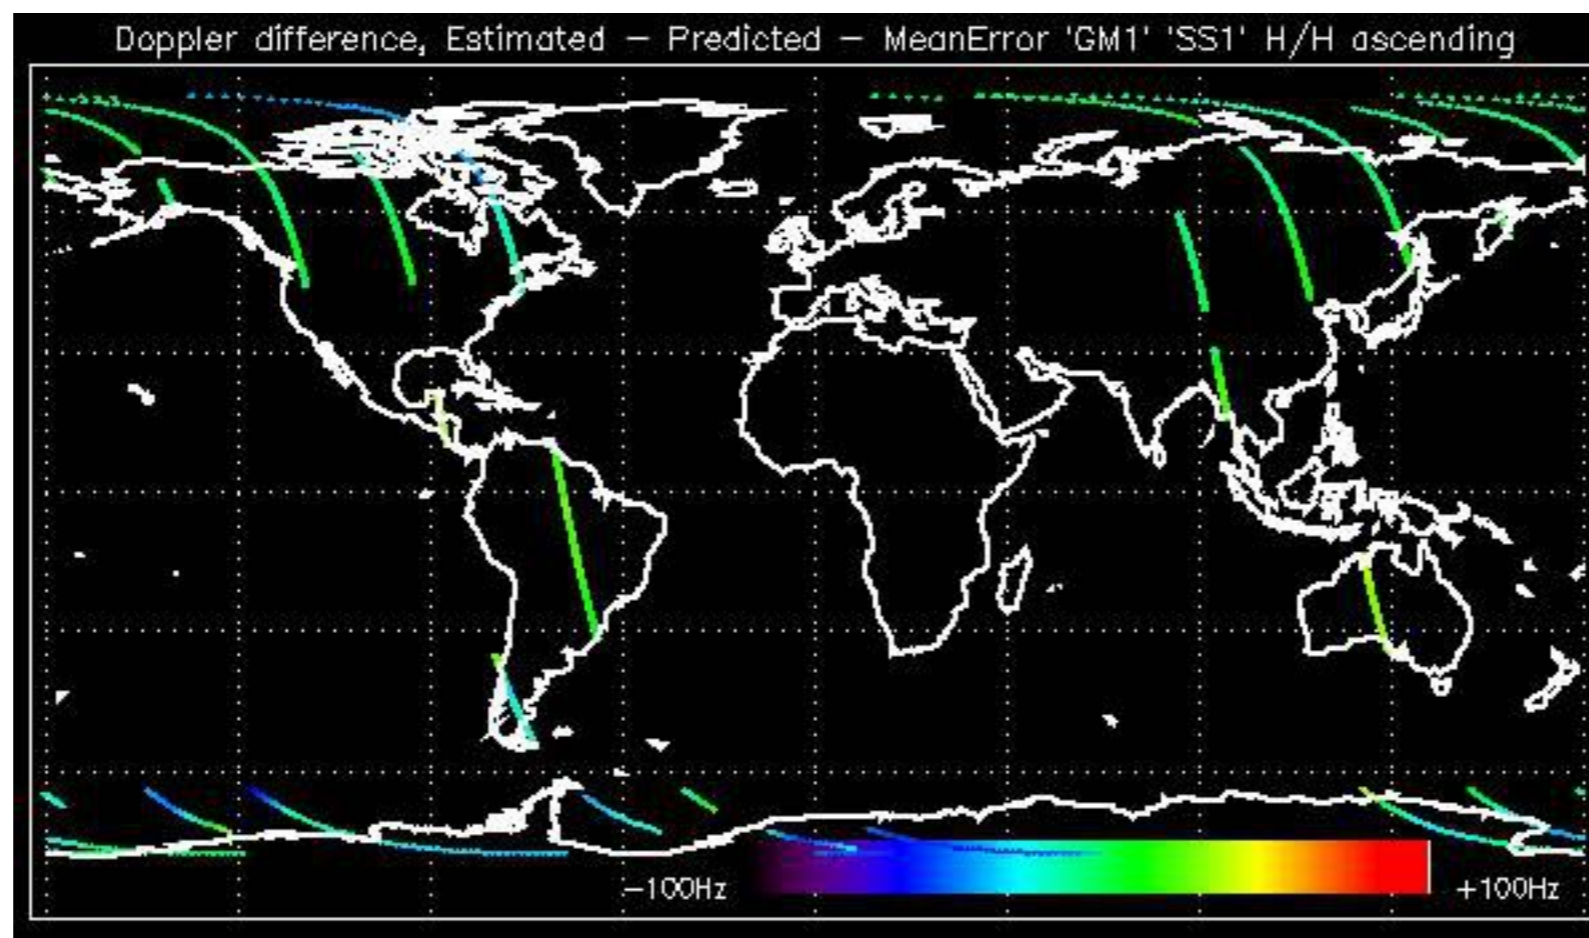 Doppler difference, Estimated – Predicted – MeanError 'GM1' 'SS1' H/H ascending
–100Hz +100Hz